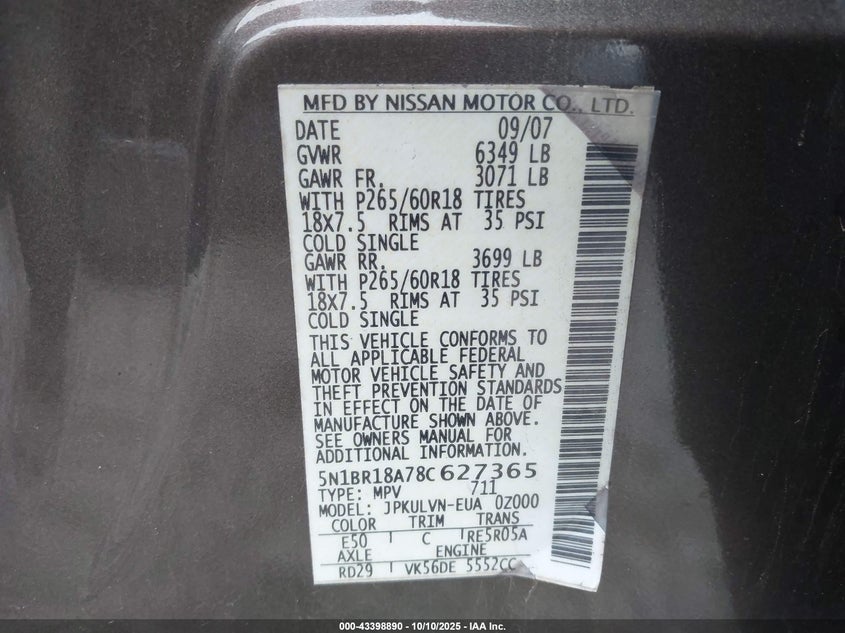 MFD BY NISSAN MOTOR CO., LTD.
DATE 09/07
GVWR 6349 LB
GAWR FR. 3071 LB
WITH P265/60R18 TIRES
18X7.5 RIMS AT 35 PSI
COLD SINGLE
GAWR RR. 3699 LB
WITH P265/60R18 TIRES
18X7.5 RIMS AT 35 PSI
COLD SINGLE
THIS VEHICLE CONFORMS TO
ALL APPLICABLE FEDERAL
MOTOR VEHICLE SAFETY AND
THEFT PREVENTION STANDARDS
IN EFFECT ON THE DATE OF
MANUFACTURE SHOWN ABOVE.
SEE OWNERS MANUAL FOR
ADDITIONAL INFORMATION.
5N1BR18A78C627365
TYPE: MPV 711
MODEL: JPKULVN-EUA 0Z000
COLOR TRIM TRANS
E50 C RE5R05A
AXLE ENGINE
RD29 VK56DE 5552CC
000-43398890 - 10/10/2025 - IAA Inc.